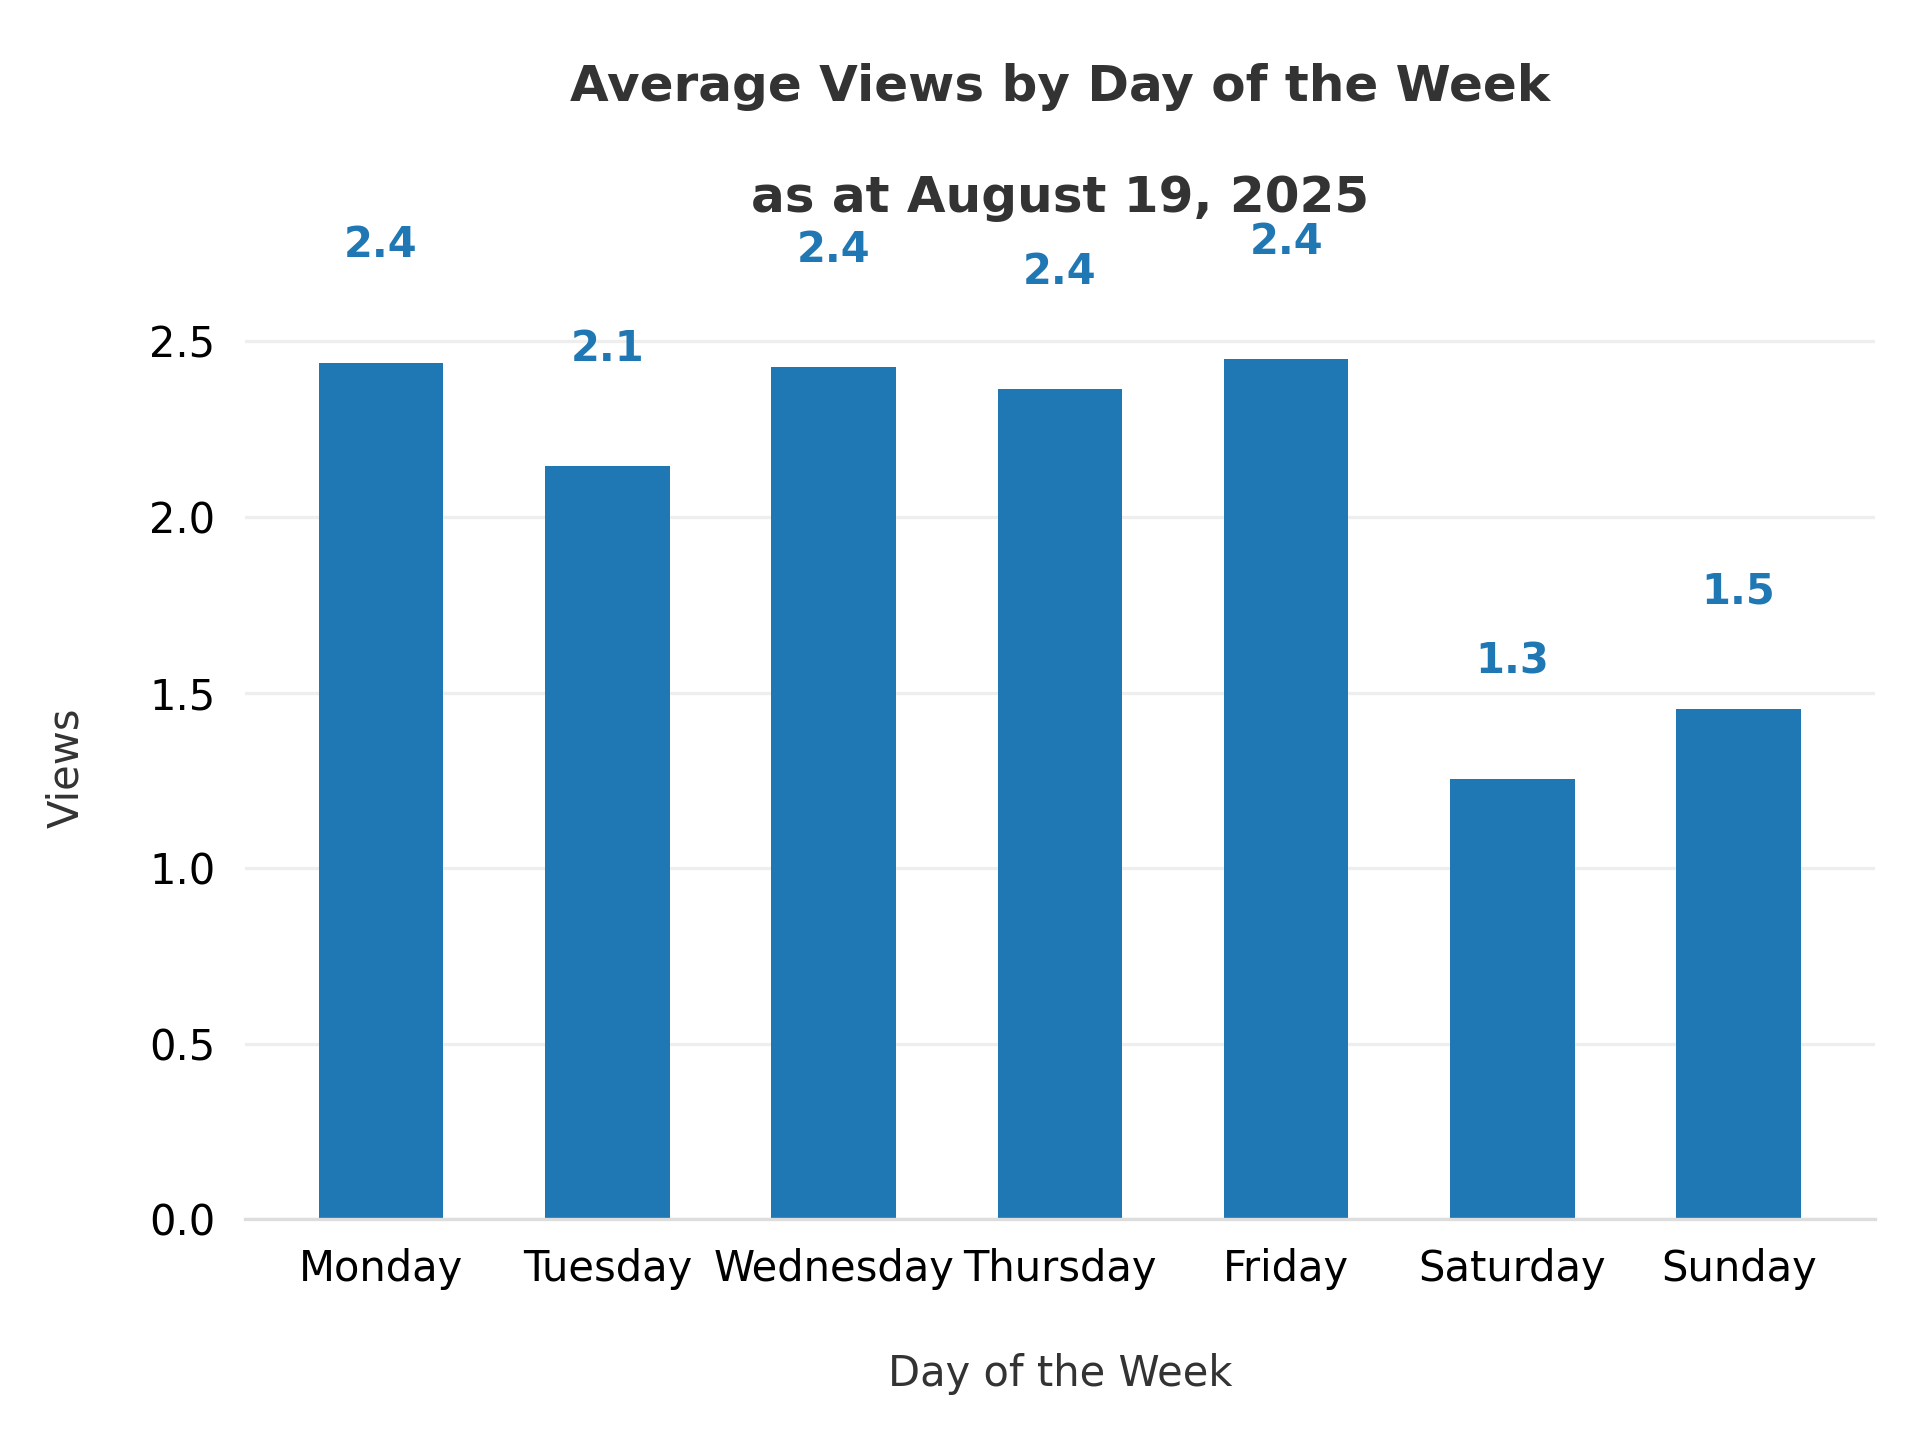 Average Views by Day of the Week
as at August 19, 2025
2.4
2.1
2.4
2.4
2.4
1.3
1.5
2.5
2.0
1.5
1.0
0.5
0.0
Views
Monday Tuesday Wednesday Thursday Friday Saturday Sunday
Day of the Week